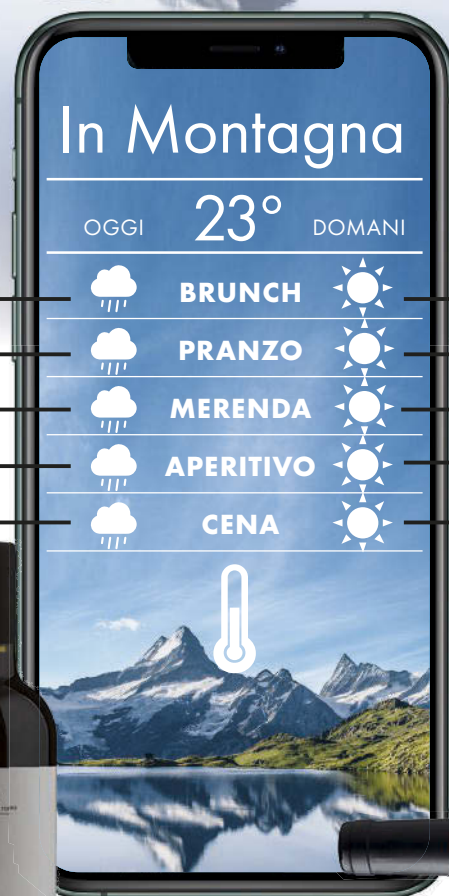 In Montagna
OGGI 23° DOMANI
BRUNCH
PRANZO
MERENDA
APERITIVO
CENA